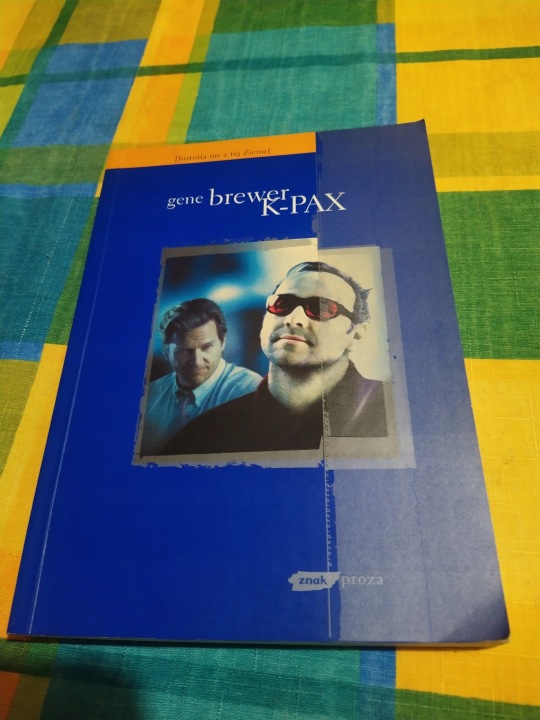 [historia nie z tej Ziemi]
gene brewer
K-PAX
znak proza